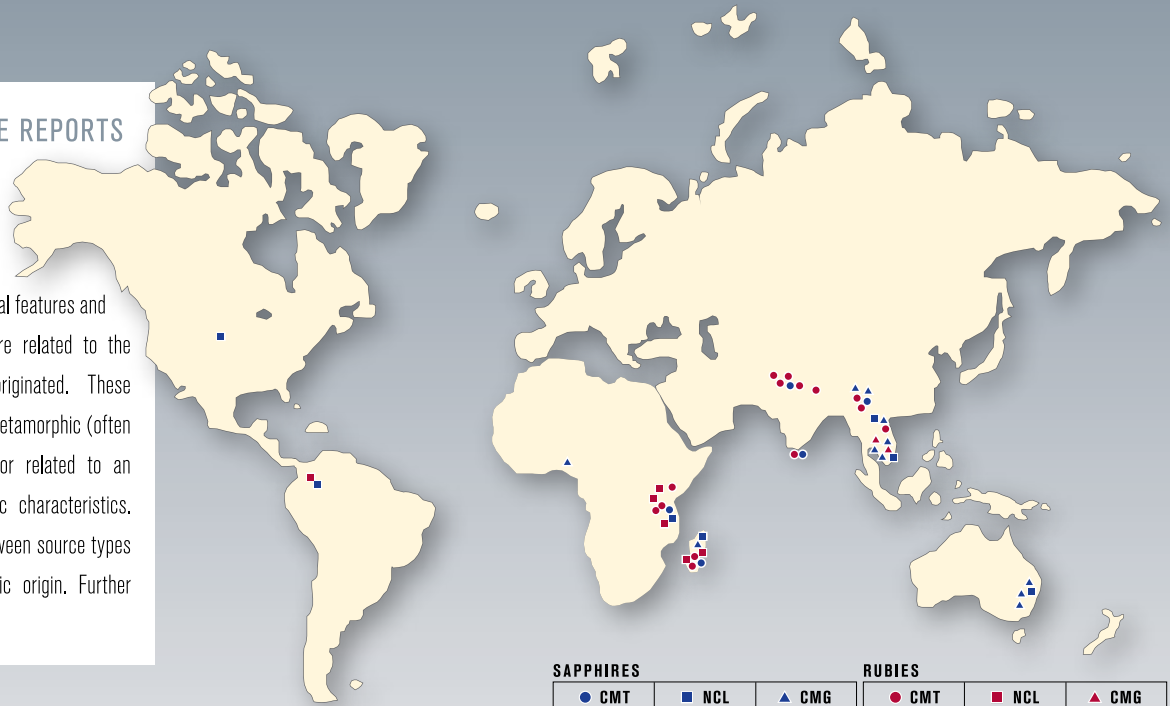 E REPORTS
al features and
re related to the
originated. These
etamorphic (often
or related to an
c characteristics.
ween source types
ic origin. Further
SAPPHIRES
CMT NCL CMG
RUBIES
CMT NCL CMG